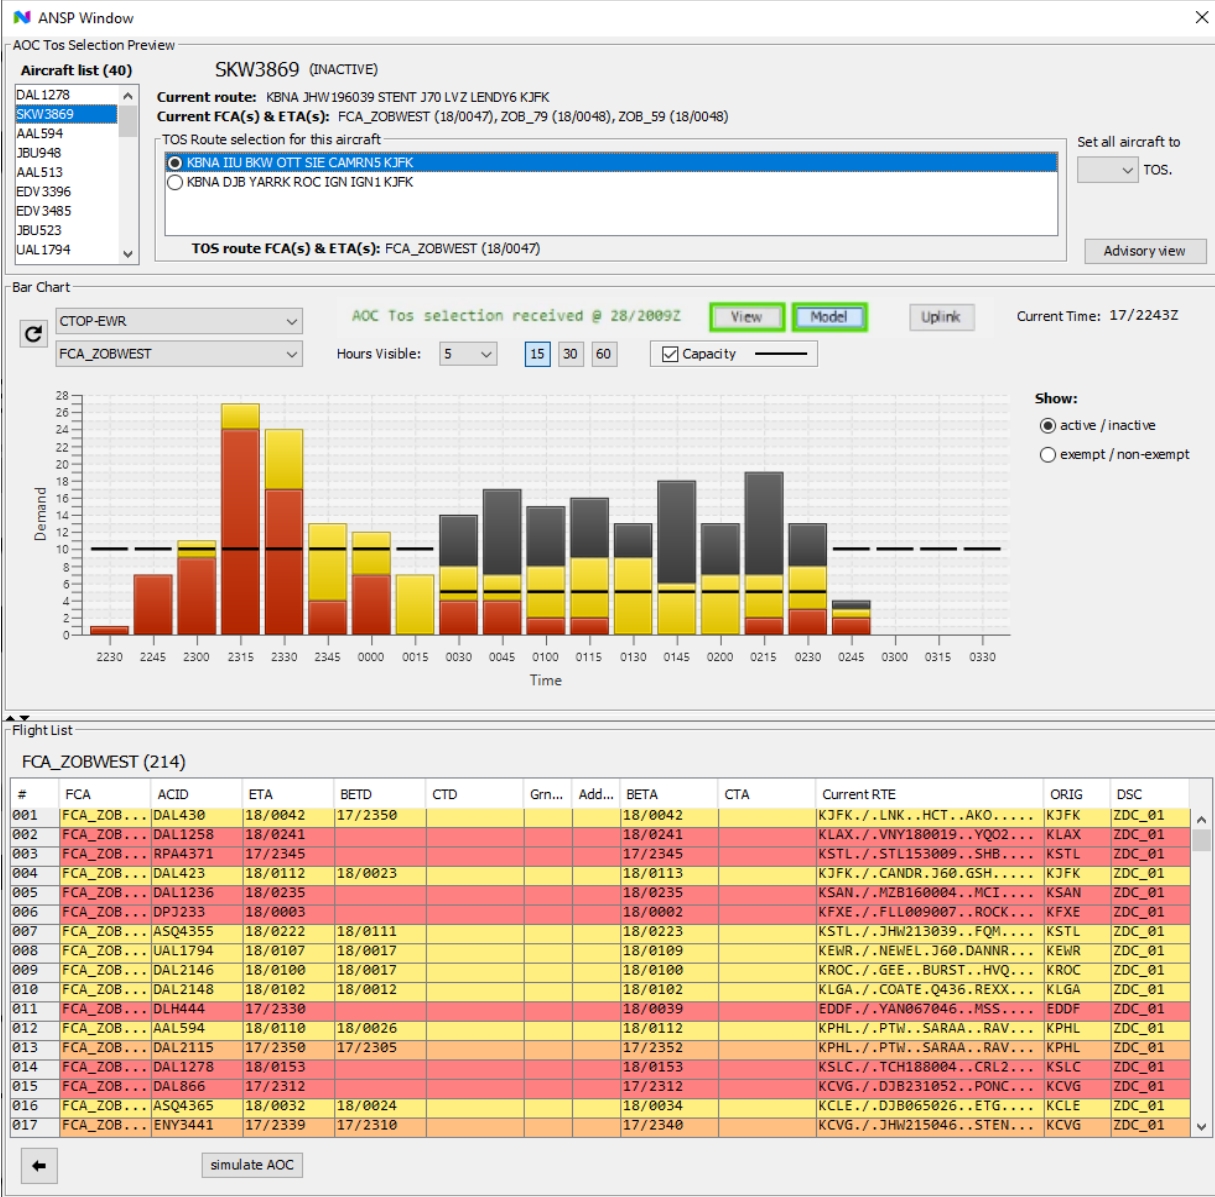 ANSP Window
AOC Tos Selection Preview
Aircraft list (40)
DAL1278
SKW3869
AAL594
JBU948
AAL513
EDV3396
EDV3485
JBU523
UAL1794
SKW3869 (INACTIVE)
Current route: KBNA JHW196039 STENT J70 LVZ LENDY6 KJFK
Current FCA(s) & ETA(s): FCA_ZOBWEST (18/0047), ZOB_79 (18/0048), ZOB_59 (18/0048)
TOS Route selection for this aircraft
KBNA IIU BKW OTT SIE CAMRN5 KJFK
KBNA DJB YARRK ROC IGN IGN1 KJFK
TOS route FCA(s) & ETA(s): FCA_ZOBWEST (18/0047)
Set all aircraft to
TOS.
Advisory view
Bar Chart
CTOP-EWR
FCA_ZOBWEST
AOC Tos selection received @ 28/2009Z
View
Model
Uplink
Current Time: 17/2243Z
Hours Visible: 5
15 30 60
Capacity
Show:
active / inactive
exempt / non-exempt
Demand
28
26
24
22
20
18
16
14
12
10
8
6
4
2
0
2230 2245 2300 2315 2330 2345 0000 0015 0030 0045 0100 0115 0130 0145 0200 0215 0230 0245 0300 0315 0330
Time
Flight List
FCA_ZOBWEST (214)
# FCA ACID ETA BETD CTD Grn... Add... BETA CTA Current RTE ORIG DSC
001 FCA_ZOB... DAL430 18/0042 17/2350 18/0042 KJFK./.LNK..HCT..AKO..... KJFK ZDC_01
002 FCA_ZOB... DAL1258 18/0241 18/0241 KLAX./.VNY180019..YQO2... KLAX ZDC_01
003 FCA_ZOB... RPA4371 17/2345 17/2345 KSTL./.STL153009..SHB.... KSTL ZDC_01
004 FCA_ZOB... DAL423 18/0112 18/0023 18/0113 KJFK./.CANDR.J60.GSH..... KJFK ZDC_01
005 FCA_ZOB... DAL1236 18/0235 18/0235 KSAN./.MZB160004..MCI.... KSAN ZDC_01
006 FCA_ZOB... DPJ233 18/0003 18/0002 KFXE./.FLL009007..ROCK... KFXE ZDC_01
007 FCA_ZOB... ASQ4355 18/0222 18/0111 18/0223 KSTL./.JHW213039..FQM.... KSTL ZDC_01
008 FCA_ZOB... UAL1794 18/0107 18/0017 18/0109 KEWR./.NEWEL.J60.DANNR... KEWR ZDC_01
009 FCA_ZOB... DAL2146 18/0100 18/0017 18/0100 KROC./.GEE..BURST..HVQ... KROC ZDC_01
010 FCA_ZOB... DAL2148 18/0102 18/0012 18/0102 KLGA./.COATE.Q436.REXX... KLGA ZDC_01
011 FCA_ZOB... DLH444 17/2330 18/0039 EDDF./.YAN067046..MSS.... EDDF ZDC_01
012 FCA_ZOB... AAL594 18/0110 18/0026 18/0112 KPHL./.PTW..SARAA..RAV... KPHL ZDC_01
013 FCA_ZOB... DAL2115 17/2350 17/2305 17/2352 KPHL./.PTW..SARAA..RAV... KPHL ZDC_01
014 FCA_ZOB... DAL1278 18/0153 18/0153 KSLC./.TCH188004..CRL2... KSLC ZDC_01
015 FCA_ZOB... DAL866 17/2312 17/2312 KCVG./.DJB231052..PONC... KCVG ZDC_01
016 FCA_ZOB... ASQ4365 18/0032 18/0024 18/0034 KCLE./.DJB065026..ETG.... KCLE ZDC_01
017 FCA_ZOB... ENY3441 17/2339 17/2310 17/2340 KCVG./.JHW215046..STEN... KCVG ZDC_01
simulate AOC